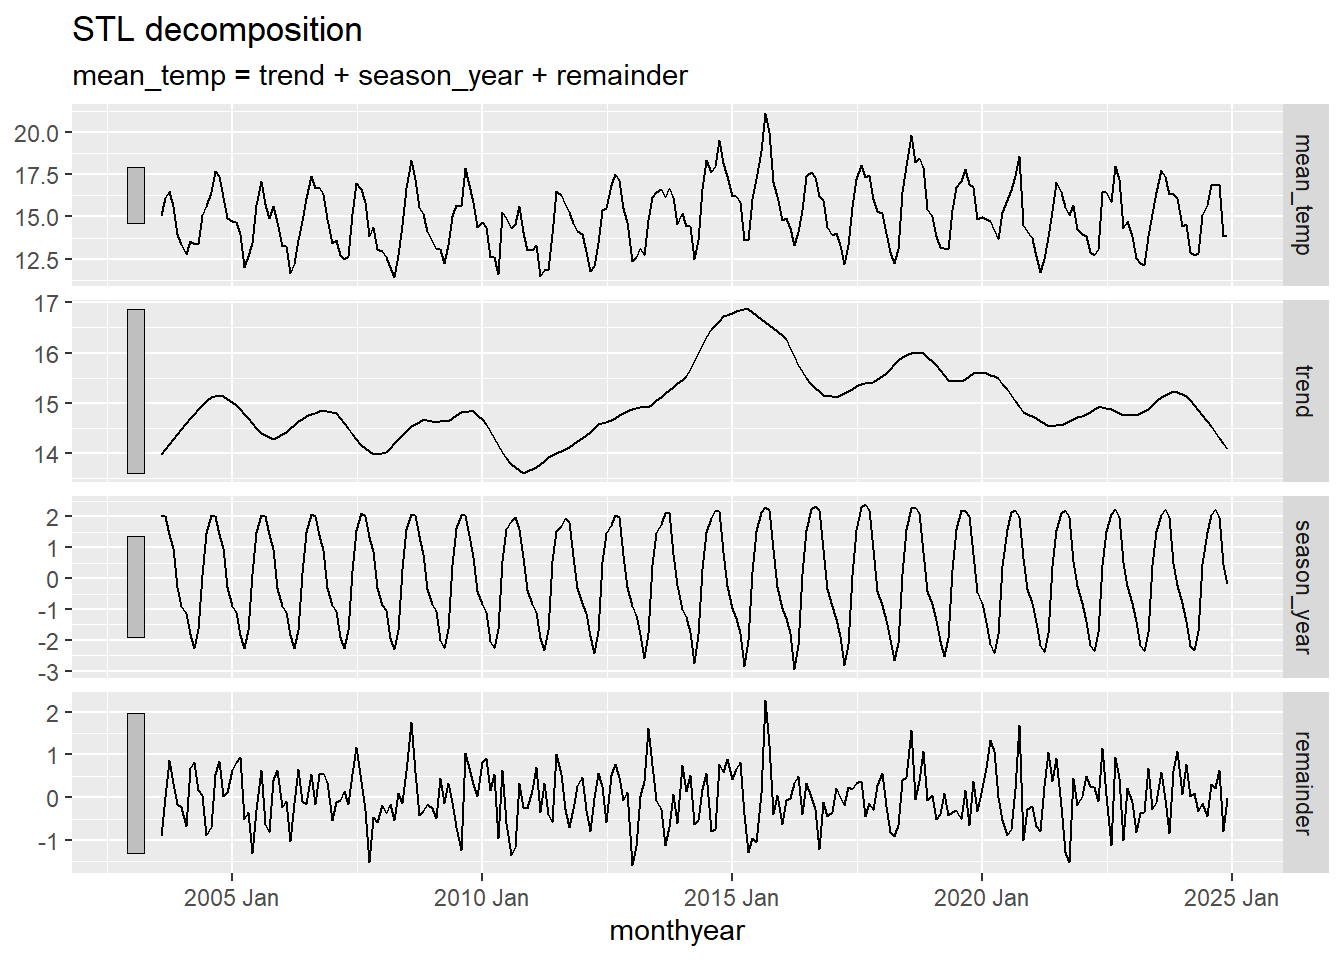 STL decomposition
mean_temp = trend + season_year + remainder
20.0
17.5
15.0
12.5
mean_temp
17
16
15
14
trend
2
1
0
-1
-2
-3
season_year
2
1
0
-1
remainder
2005 Jan
2010 Jan
2015 Jan
2020 Jan
2025 Jan
monthyear